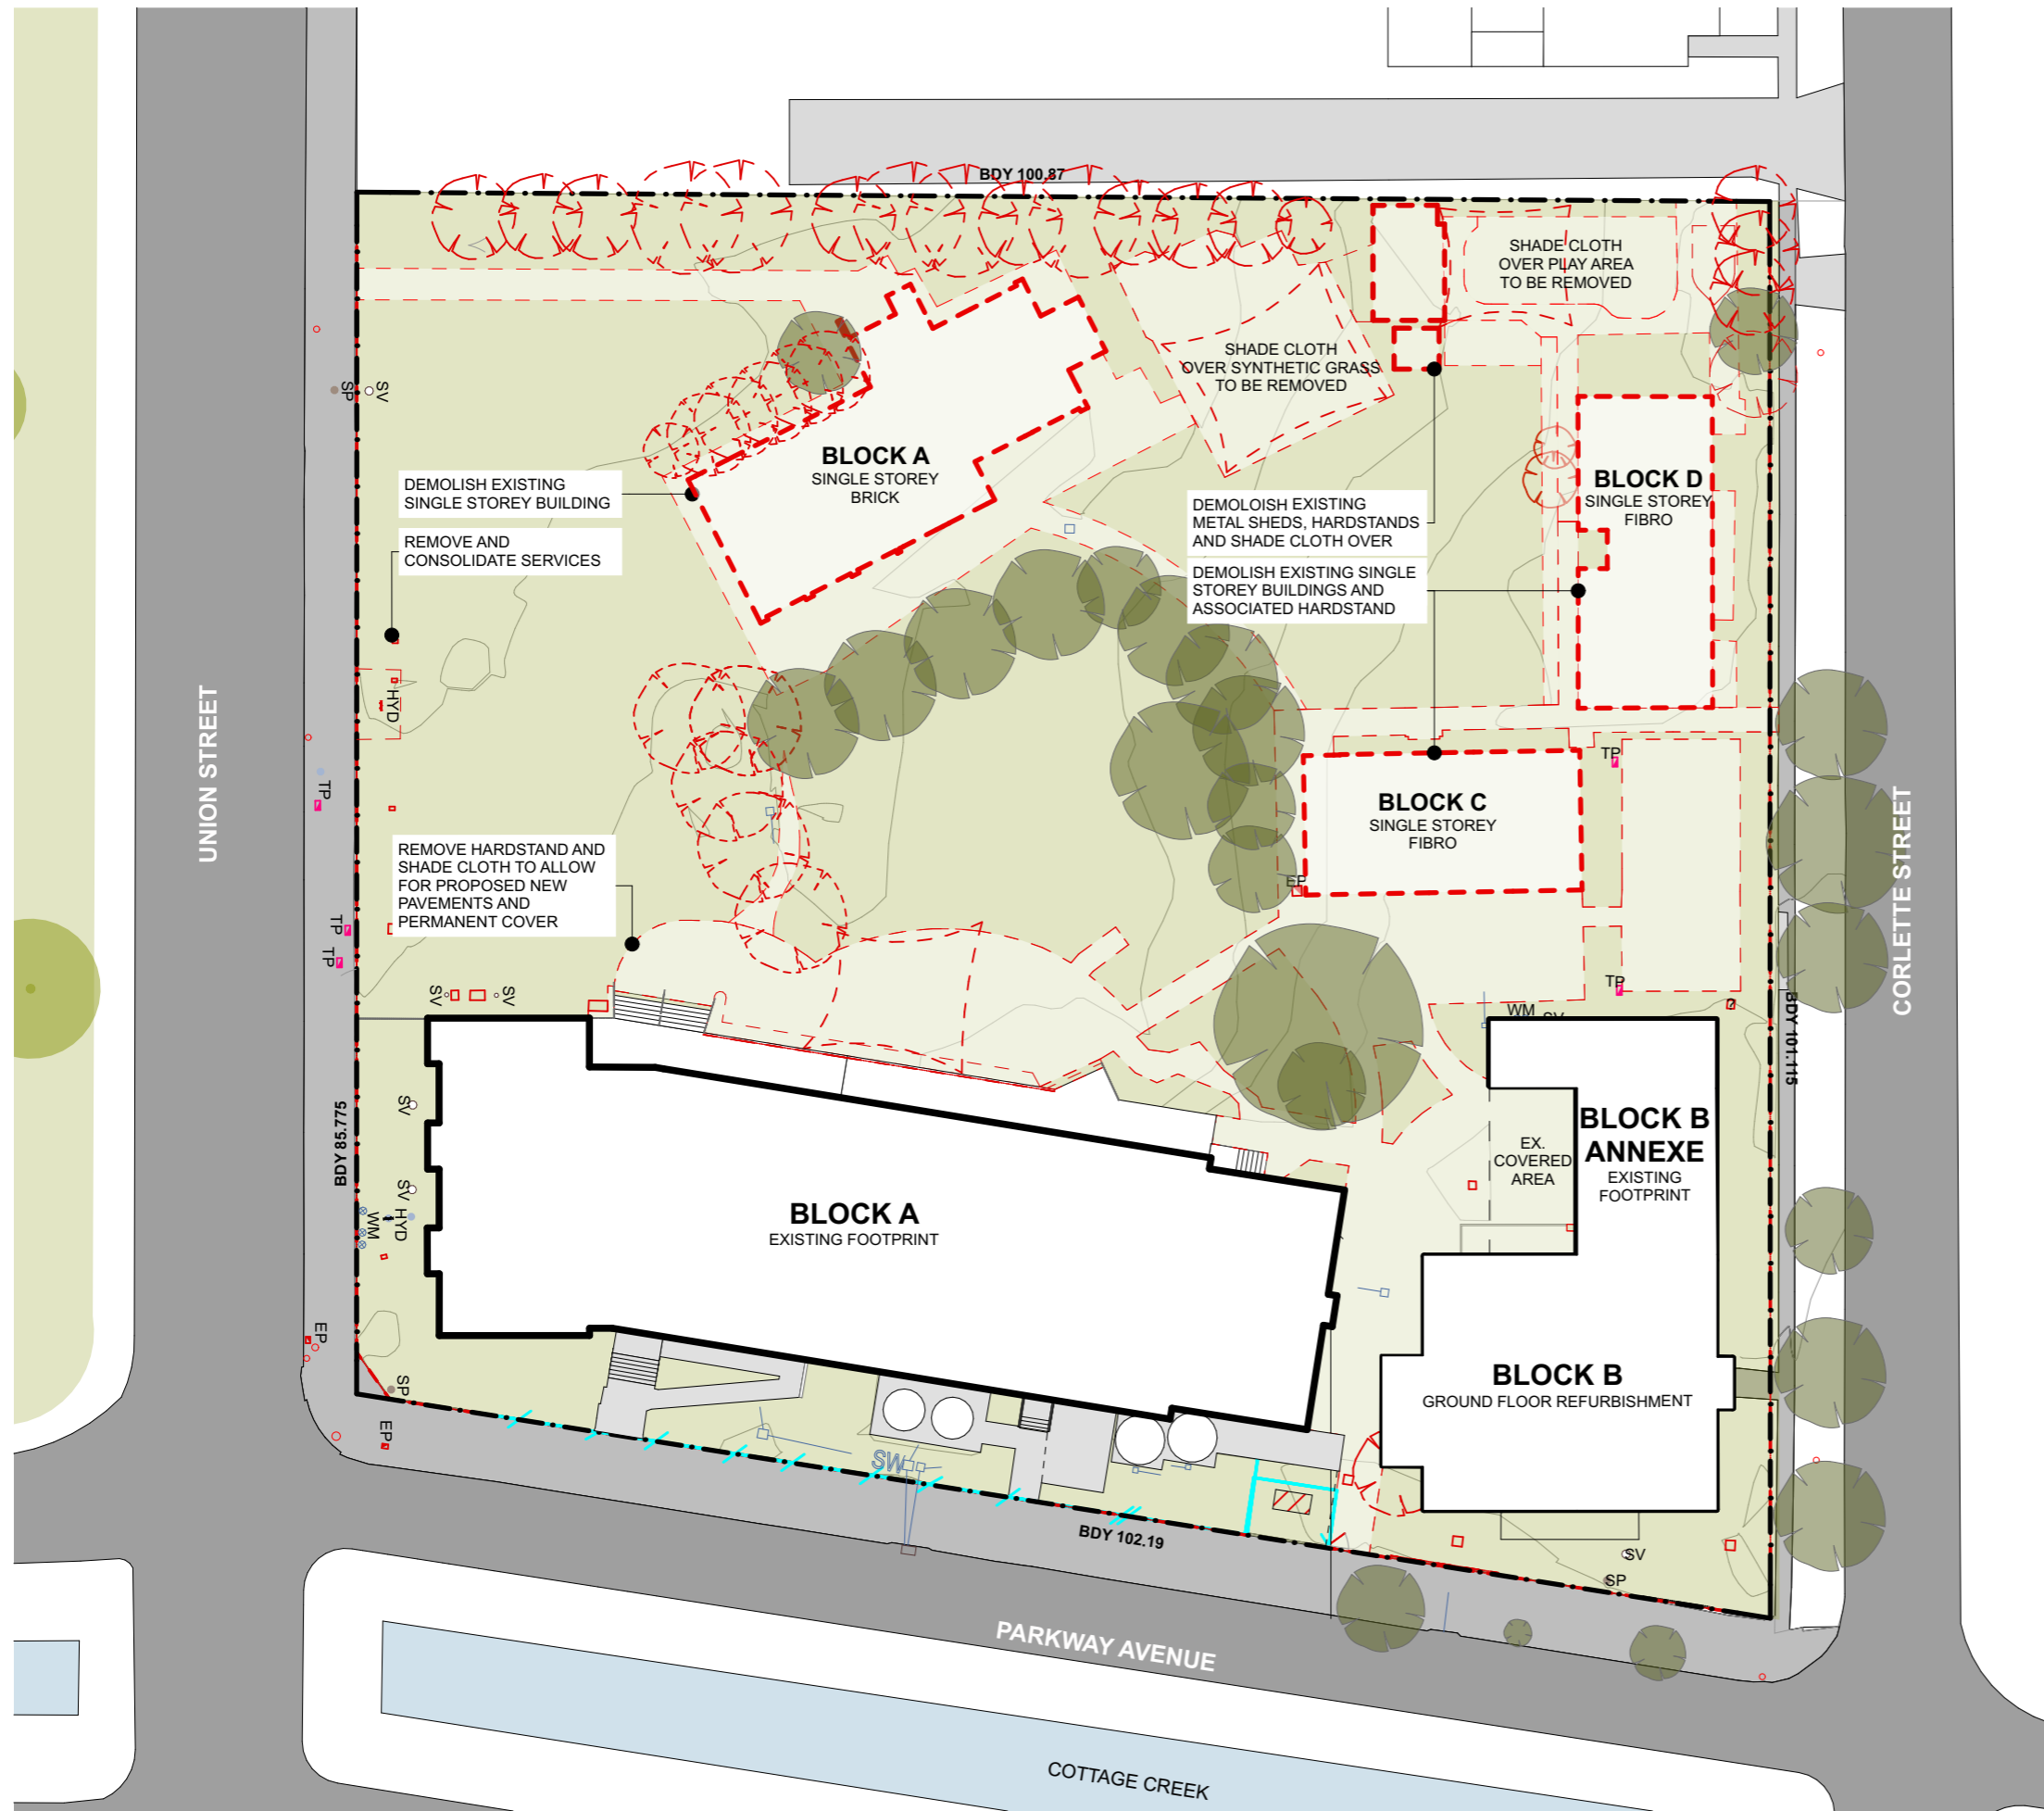 BDY 100.87
SHADE CLOTH
OVER PLAY AREA
TO BE REMOVED
SHADE CLOTH
OVER SYNTHETIC GRASS
TO BE REMOVED
SP
SV
BLOCK A
SINGLE STOREY
BRICK
BLOCK D
SINGLE STOREY
FIBRO
DEMOLISH EXISTING
SINGLE STOREY BUILDING
REMOVE AND
CONSOLIDATE SERVICES
DEMOLOISH EXISTING
METAL SHEDS, HARDSTANDS
AND SHADE CLOTH OVER
DEMOLISH EXISTING SINGLE
STOREY BUILDINGS AND
ASSOCIATED HARDSTAND
HYD
UNION STREET
TP
TP
BLOCK C
SINGLE STOREY
FIBRO
CORLETTE STREET
REMOVE HARDSTAND AND
SHADE CLOTH TO ALLOW
FOR PROPOSED NEW
PAVEMENTS AND
PERMANENT COVER
EP
TP
TP
TP
SV
SV
WM
SV
BDY 101.115
BDY 85.775
SV
SV
HYD
WM
BLOCK B
ANNEXE
EXISTING
FOOTPRINT
EX.
COVERED
AREA
BLOCK A
EXISTING FOOTPRINT
EP
SP
EP
BLOCK B
GROUND FLOOR REFURBISHMENT
SW
BDY 102.19
SV
SP
PARKWAY AVENUE
COTTAGE CREEK